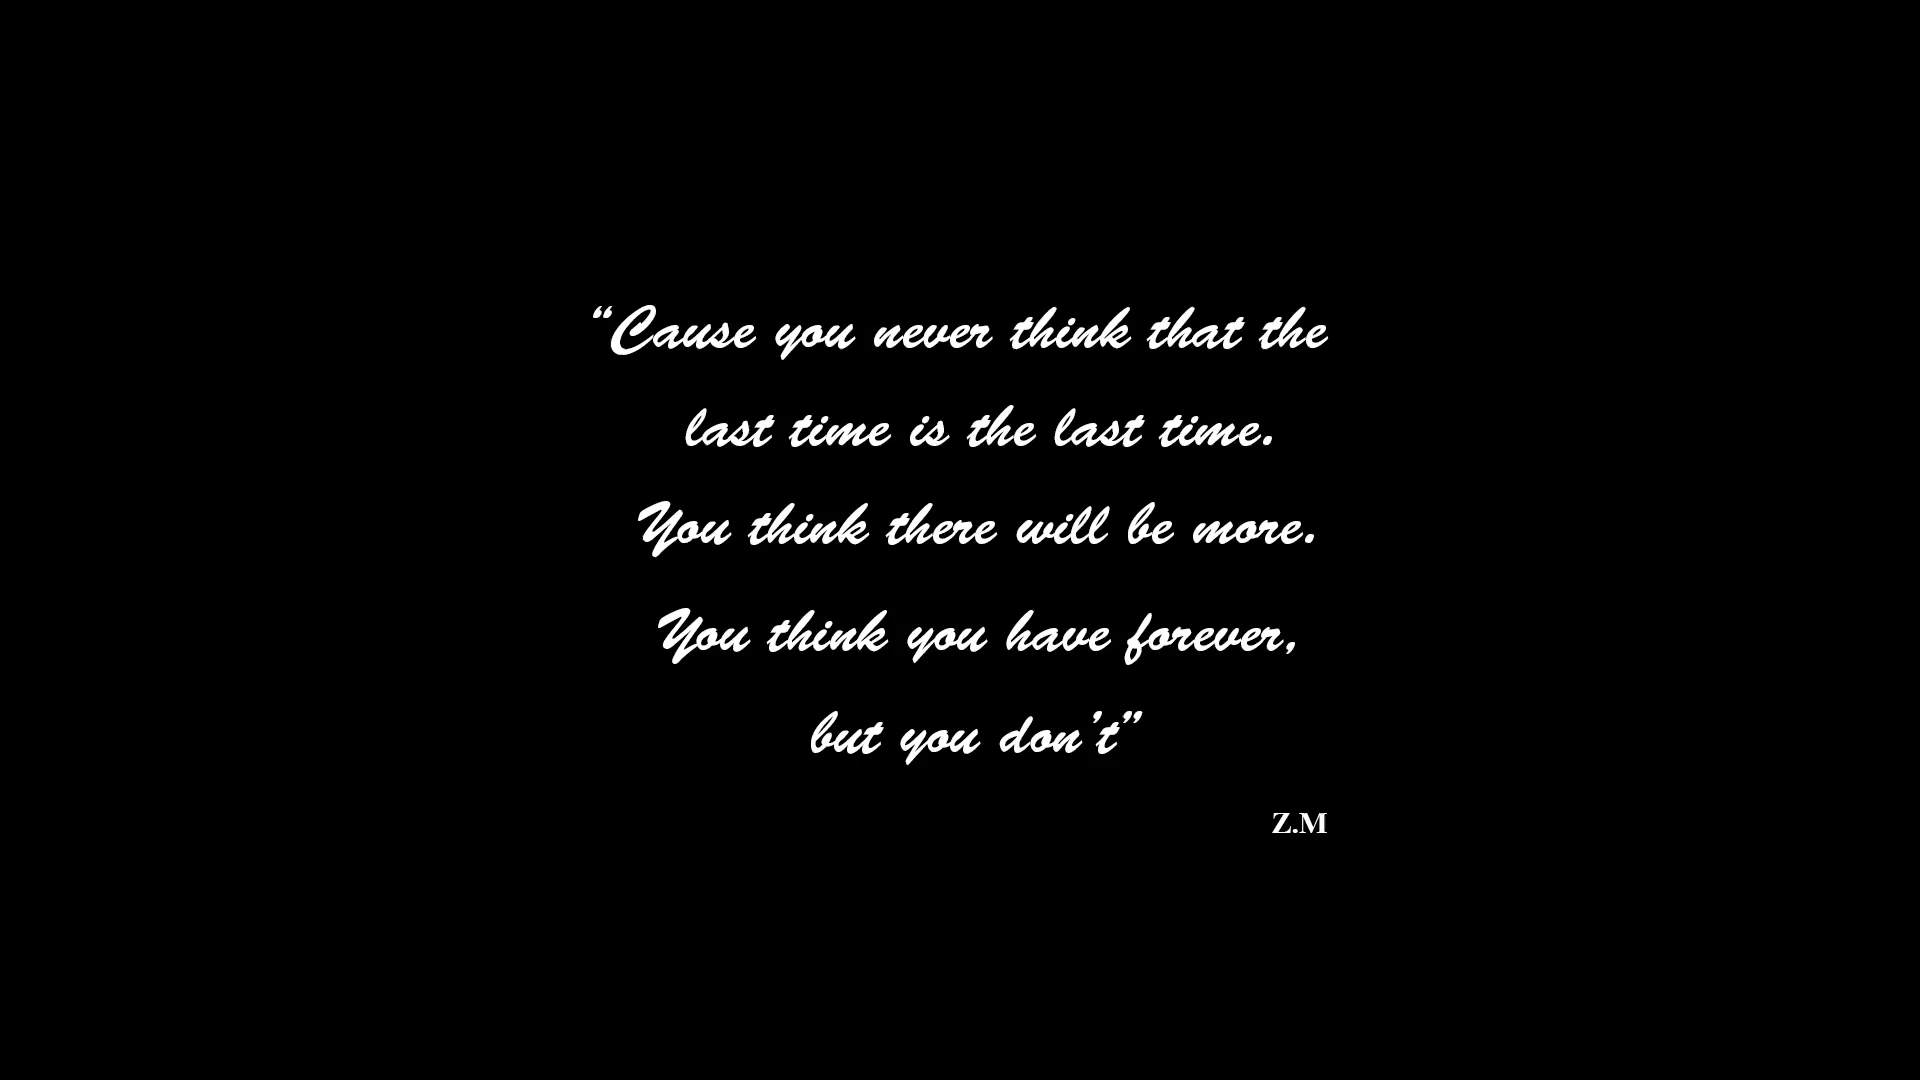 “Cause you never think that the
last time is the last time.
You think there will be more.
You think you have forever,
but you don’t”
Z.M